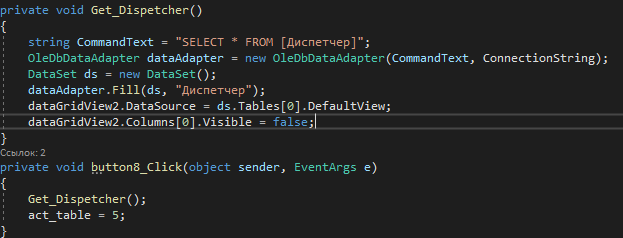 private void Get_Dispetcher()
{
string CommandText = "SELECT * FROM [Диспетчер]";
OleDbDataAdapter dataAdapter = new OleDbDataAdapter(CommandText, ConnectionString);
DataSet ds = new DataSet();
dataAdapter.Fill(ds, "Диспетчер");
dataGridView2.DataSource = ds.Tables[0].DefaultView;
dataGridView2.Columns[0].Visible = false;
}
Ссылок: 2
private void button8_Click(object sender, EventArgs e)
{
Get_Dispetcher();
act_table = 5;
}